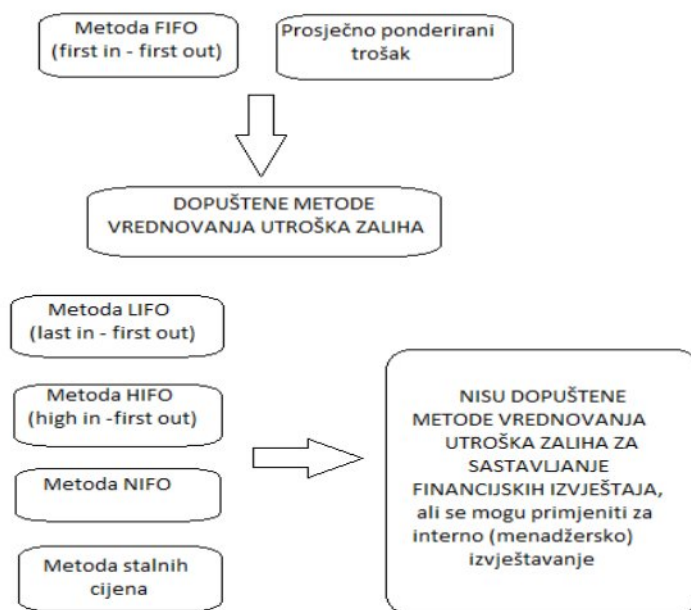 Metoda FIFO
(first in - first out)
Prosječno ponderirani
trošak
DOPUŠTENE METODE
VREDNOVANJA UTROŠKA ZALIHA
Metoda LIFO
(last in - first out)
Metoda HIFO
(high in -first out)
Metoda NIFO
Metoda stalnih
cijena
NISU DOPUŠTENE
METODE VREDNOVANJA
UTROŠKA ZALIHA ZA
SASTAVLJANJE
FINANCIJSKIH IZVJEŠTAJA,
ali se mogu primjeniti za
interno (menadžersko)
izvještavanje